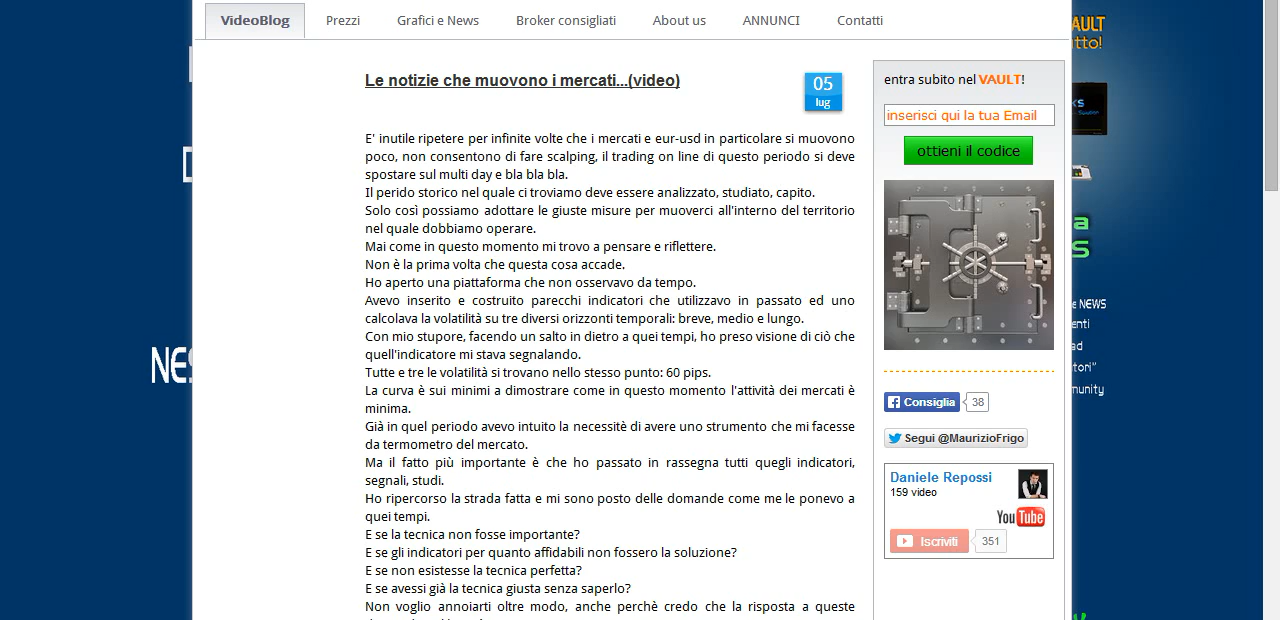 VideoBlog
Prezzi
Grafici e News
Broker consigliati
About us
ANNUNCI
Contatti
Le notizie che muovono i mercati...(video)
05
lug
E' inutile ripetere per infinite volte che i mercati e eur-usd in particolare si muovono
poco, non consentono di fare scalping, il trading on line di questo periodo si deve
spostare sul multi day e bla bla bla.
Il perido storico nel quale ci troviamo deve essere analizzato, studiato, capito.
Solo così possiamo adottare le giuste misure per muoverci all'interno del territorio
nel quale dobbiamo operare.
Mai come in questo momento mi trovo a pensare e riflettere.
Non è la prima volta che questa cosa accade.
Ho aperto una piattaforma che non osservavo da tempo.
Avevo inserito e costruito parecchi indicatori che utilizzavo in passato ed uno
calcolava la volatilità su tre diversi orizzonti temporali: breve, medio e lungo.
Con mio stupore, facendo un salto in dietro a quei tempi, ho preso visione di ciò che
quell'indicatore mi stava segnalando.
Tutte e tre le volatilità si trovano nello stesso punto: 60 pips.
La curva è sui minimi a dimostrare come in questo momento l'attività dei mercati è
minima.
Già in quel periodo avevo intuito la necessitè di avere uno strumento che mi facesse
da termometro del mercato.
Ma il fatto più importante è che ho passato in rassegna tutti quegli indicatori,
segnali, studi.
Ho ripercorso la strada fatta e mi sono posto delle domande come me le ponevo a
quei tempi.
E se la tecnica non fosse importante?
E se gli indicatori per quanto affidabili non fossero la soluzione?
E se non esistesse la tecnica perfetta?
E se avessi già la tecnica giusta senza saperlo?
Non voglio annoiarti oltre modo, anche perchè credo che la risposta a queste
entra subito nel VAULT!
inserisci qui la tua Email
ottieni il codice
Consiglia
38
Segui @MaurizioFrigo
Daniele Repossi
159 video
YouTube
Iscriviti
351
NES
AULT
tto!
KS
a
S
e NEWS
enti
ad
tori"
munity